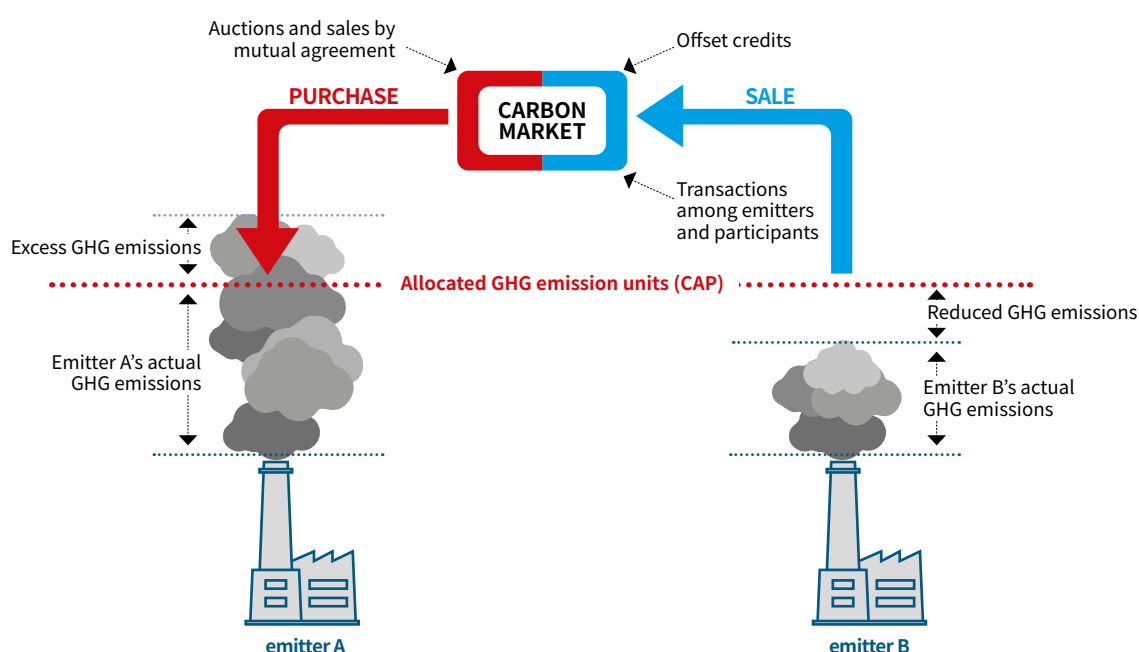 Auctions and sales by
mutual agreement
Offset credits
PURCHASE
CARBON
MARKET
SALE
Transactions
among emitters
and participants
Excess GHG emissions
Allocated GHG emission units (CAP)
Reduced GHG emissions
Emitter A’s actual
GHG emissions
Emitter B’s actual
GHG emissions
emitter A
emitter B